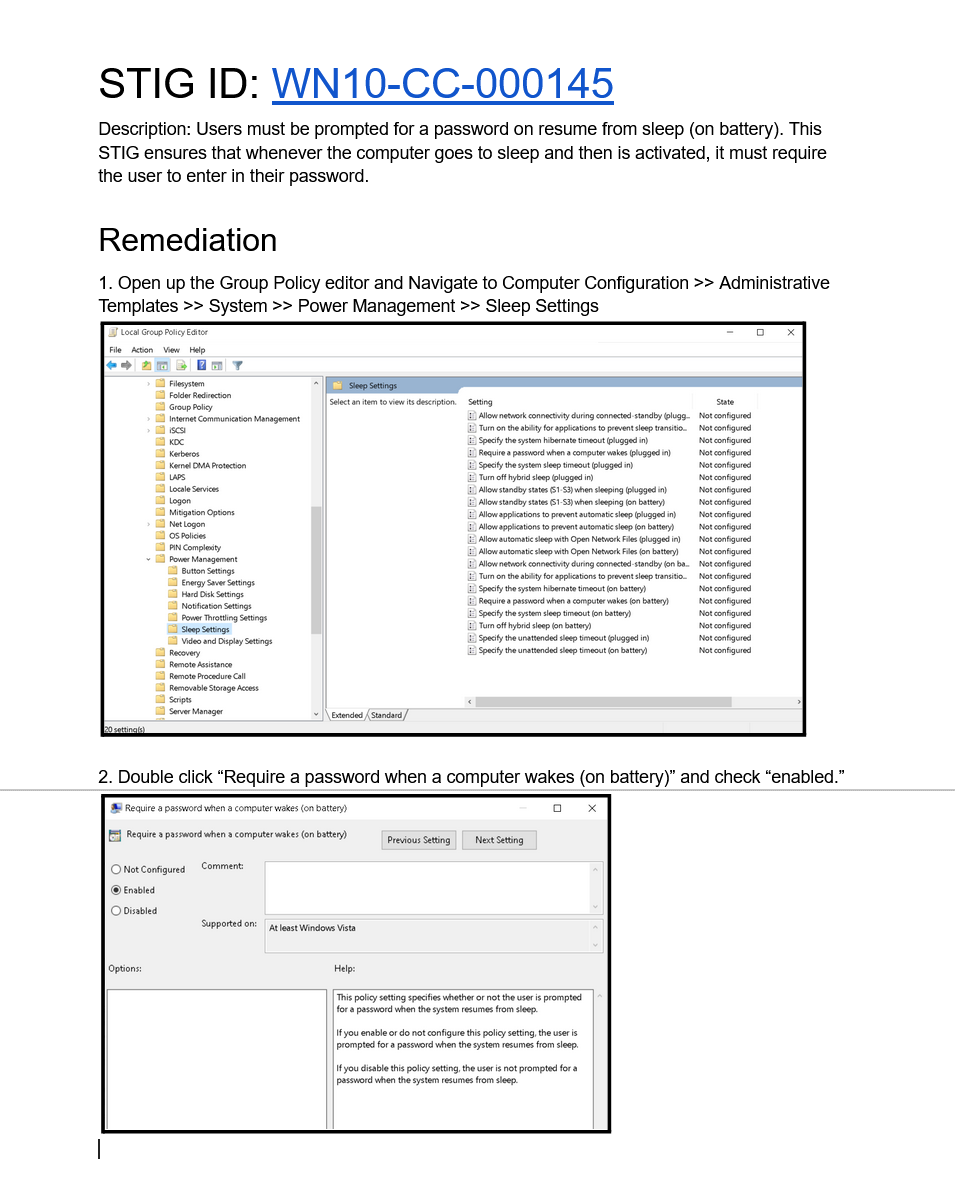 STIG ID: WN10-CC-000145
Description: Users must be prompted for a password on resume from sleep (on battery). This
STIG ensures that whenever the computer goes to sleep and then is activated, it must require
the user to enter in their password.
Remediation
1. Open up the Group Policy editor and Navigate to Computer Configuration >> Administrative
Templates >> System >> Power Management >> Sleep Settings
Local Group Policy Editor
File Action View Help
Filesystem
Folder Redirection
Group Policy
Internet Communication Management
iSCSI
KDC
Kerberos
Kernel DMA Protection
LAPS
Locale Services
Logon
Mitigation Options
Net Logon
OS Policies
PIN Complexity
Power Management
Button Settings
Energy Saver Settings
Hard Disk Settings
Notification Settings
Power Throttling Settings
Sleep Settings
Video and Display Settings
Recovery
Remote Assistance
Remote Procedure Call
Removable Storage Access
Scripts
Server Manager
20 setting(s)
Sleep Settings
Select an item to view its description.
Setting State
Allow network connectivity during connected-standby (plugg... Not configured
Turn on the ability for applications to prevent sleep transitio... Not configured
Specify the system hibernate timeout (plugged in) Not configured
Require a password when a computer wakes (plugged in) Not configured
Specify the system sleep timeout (plugged in) Not configured
Turn off hybrid sleep (plugged in) Not configured
Allow standby states (S1-S3) when sleeping (plugged in) Not configured
Allow standby states (S1-S3) when sleeping (on battery) Not configured
Allow applications to prevent automatic sleep (plugged in) Not configured
Allow applications to prevent automatic sleep (on battery) Not configured
Allow automatic sleep with Open Network Files (plugged in) Not configured
Allow automatic sleep with Open Network Files (on battery) Not configured
Allow network connectivity during connected-standby (on ba... Not configured
Turn on the ability for applications to prevent sleep transitio... Not configured
Specify the system hibernate timeout (on battery) Not configured
Require a password when a computer wakes (on battery) Not configured
Specify the system sleep timeout (on battery) Not configured
Turn off hybrid sleep (on battery) Not configured
Specify the unattended sleep timeout (plugged in) Not configured
Specify the unattended sleep timeout (on battery) Not configured
Extended Standard
2. Double click “Require a password when a computer wakes (on battery)” and check “enabled.”
Require a password when a computer wakes (on battery)
Require a password when a computer wakes (on battery)
Previous Setting Next Setting
Not Configured
Enabled
Disabled
Comment:
Supported on: At least Windows Vista
Options:
Help:
This policy setting specifies whether or not the user is prompted
for a password when the system resumes from sleep.
If you enable or do not configure this policy setting, the user is
prompted for a password when the system resumes from sleep.
If you disable this policy setting, the user is not prompted for a
password when the system resumes from sleep.